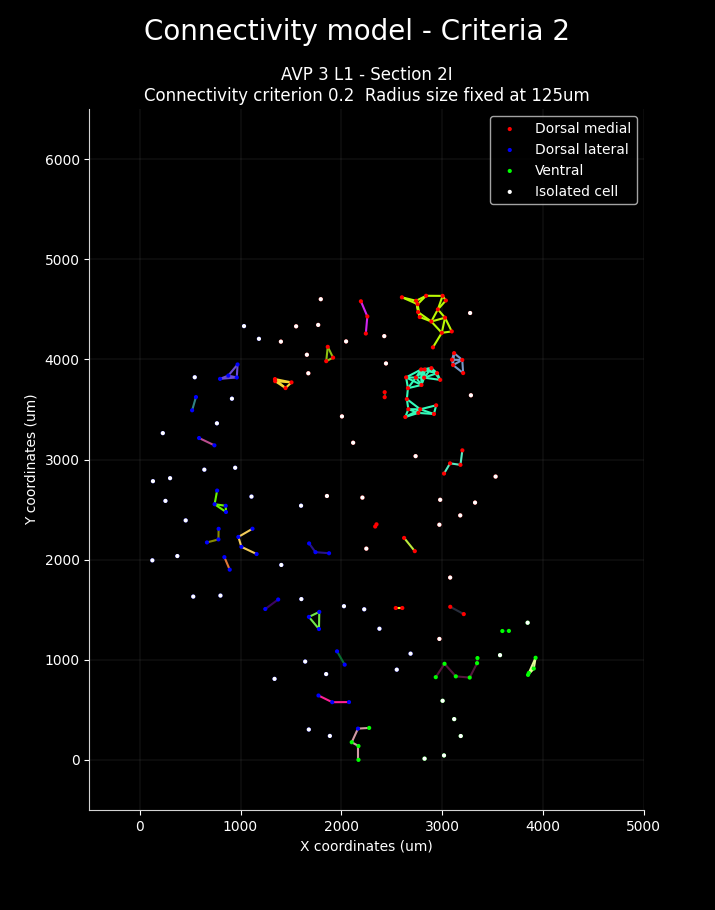 Connectivity model - Criteria 2
AVP 3 L1 - Section 2I
Connectivity criterion 0.2  Radius size fixed at 125um
Dorsal medial
Dorsal lateral
Ventral
Isolated cell
6000
5000
4000
3000
2000
1000
0
Y coordinates (um)
0
1000
2000
3000
4000
5000
X coordinates (um)